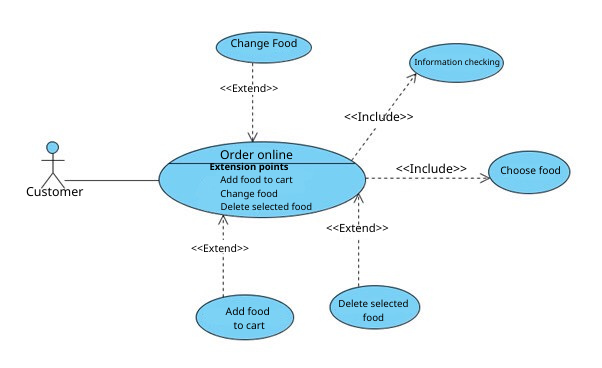 Change Food
Information checking
<<Extend>>
<<Include>>
Order online
Extension points
Add food to cart
Change food
Delete selected food
<<Include>>
Choose food
Customer
<<Extend>>
<<Extend>>
Add food
to cart
Delete selected
food